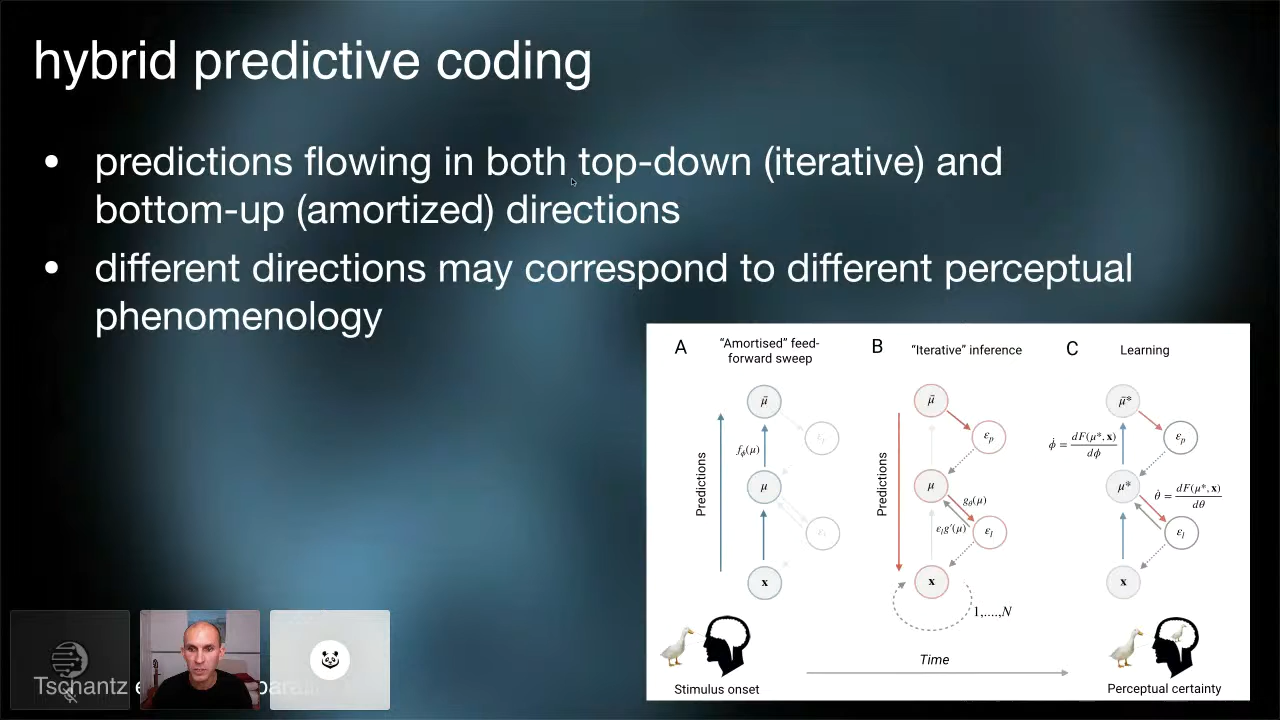 hybrid predictive coding
• predictions flowing in both top-down (iterative) and
bottom-up (amortized) directions
• different directions may correspond to different perceptual
phenomenology
A
"Amortised" feed-
forward sweep
B
"Iterative" inference
C
Learning
Predictions
μ̄
f_ϕ(μ)
μ
x
Predictions
μ̄
ε_p
μ
g_θ(μ)
ε_l g′(μ)
ε_l
x
1,....,N
μ̄*
ε_p
ϕ̇ = dF(μ*, x) / dϕ
μ*
θ̇ = dF(μ*, x) / dθ
ε_l
x
Time
Stimulus onset
Perceptual certainty
Tschantz